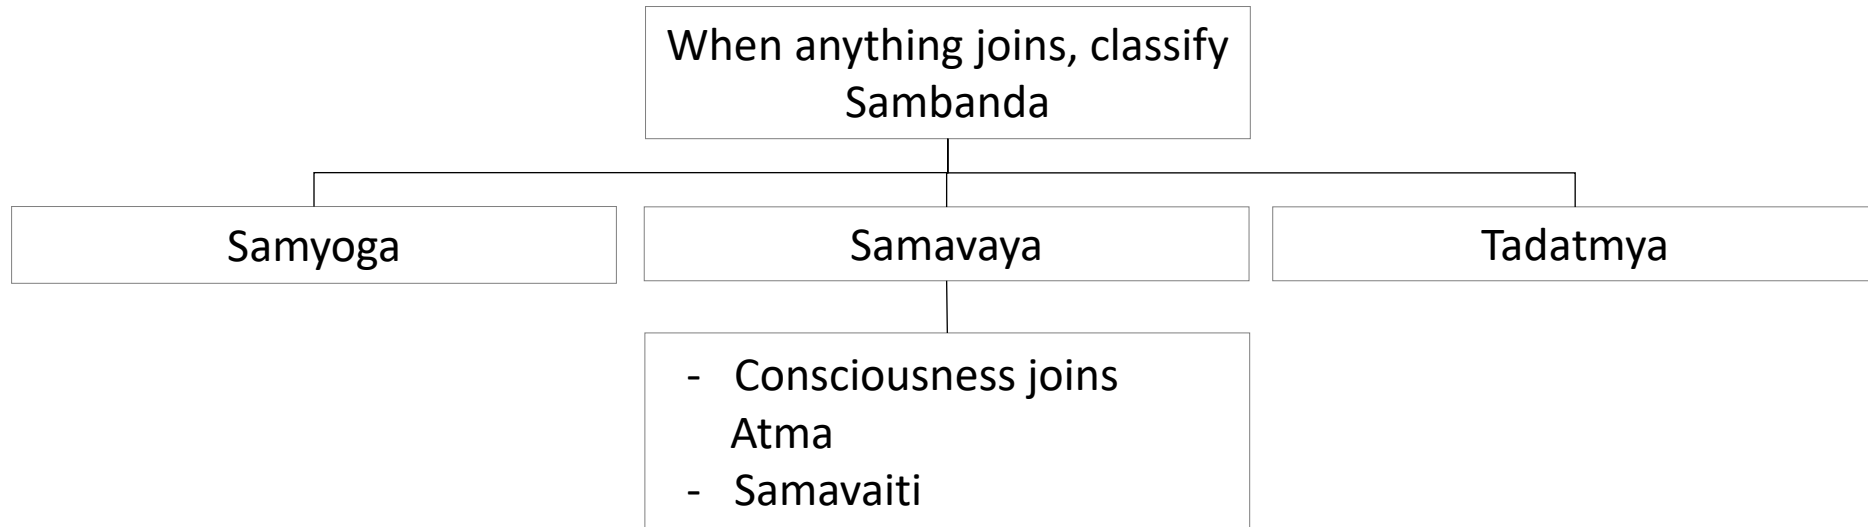 When anything joins, classify
Sambanda
Samyoga
Samavaya
Tadatmya
- Consciousness joins
Atma
- Samavaiti